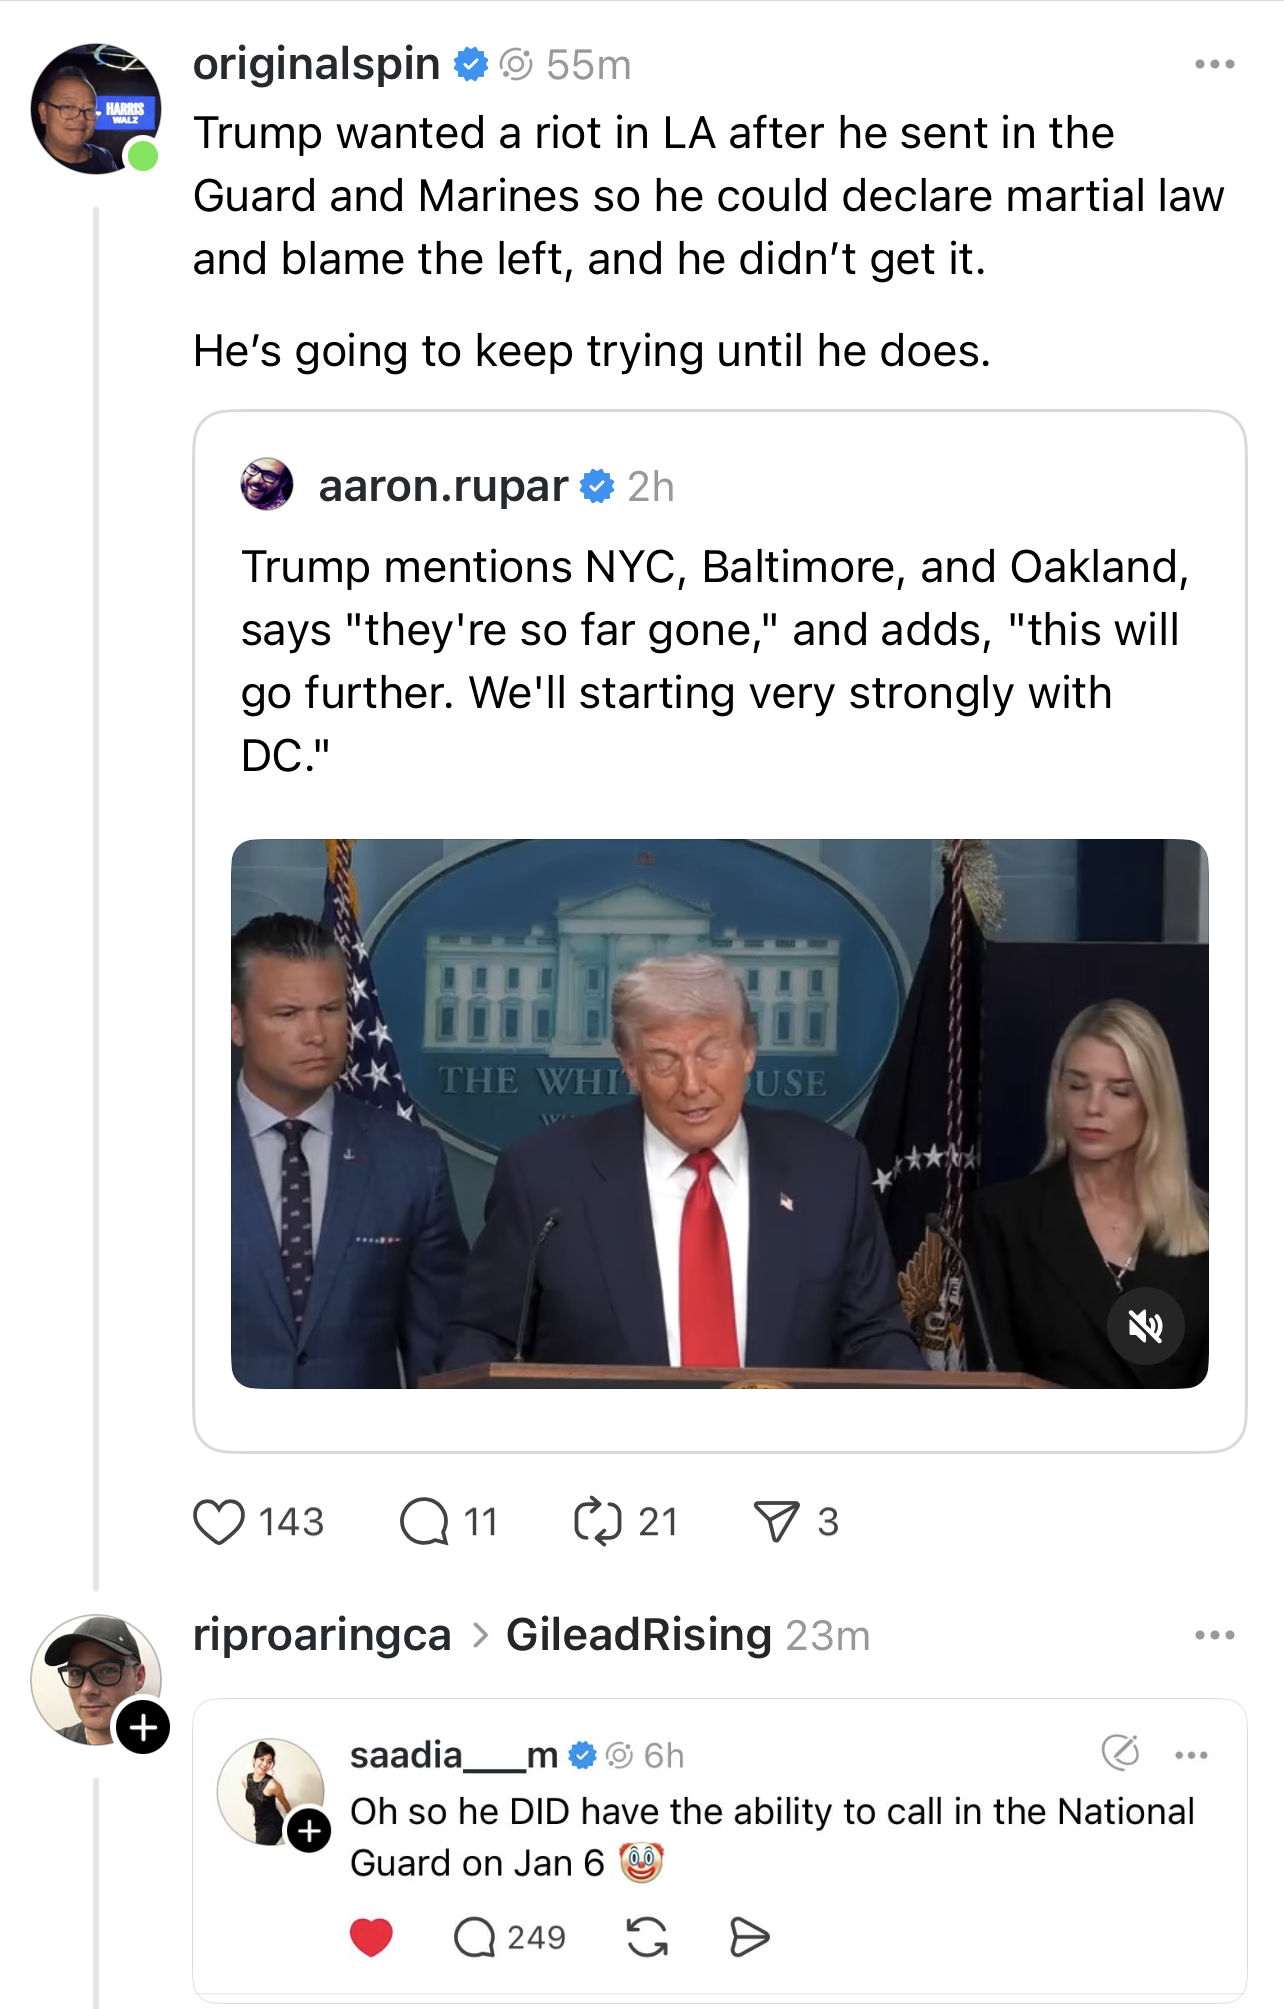 originalspin 55m
Trump wanted a riot in LA after he sent in the
Guard and Marines so he could declare martial law
and blame the left, and he didn’t get it.
He’s going to keep trying until he does.
aaron.rupar 2h
Trump mentions NYC, Baltimore, and Oakland,
says "they're so far gone," and adds, "this will
go further. We'll starting very strongly with
DC."
THE WHI USE
143 11 21 3
riproaringca > GileadRising 23m
saadia___m 6h
Oh so he DID have the ability to call in the National
Guard on Jan 6 🤡
249
HARRIS
WALZ